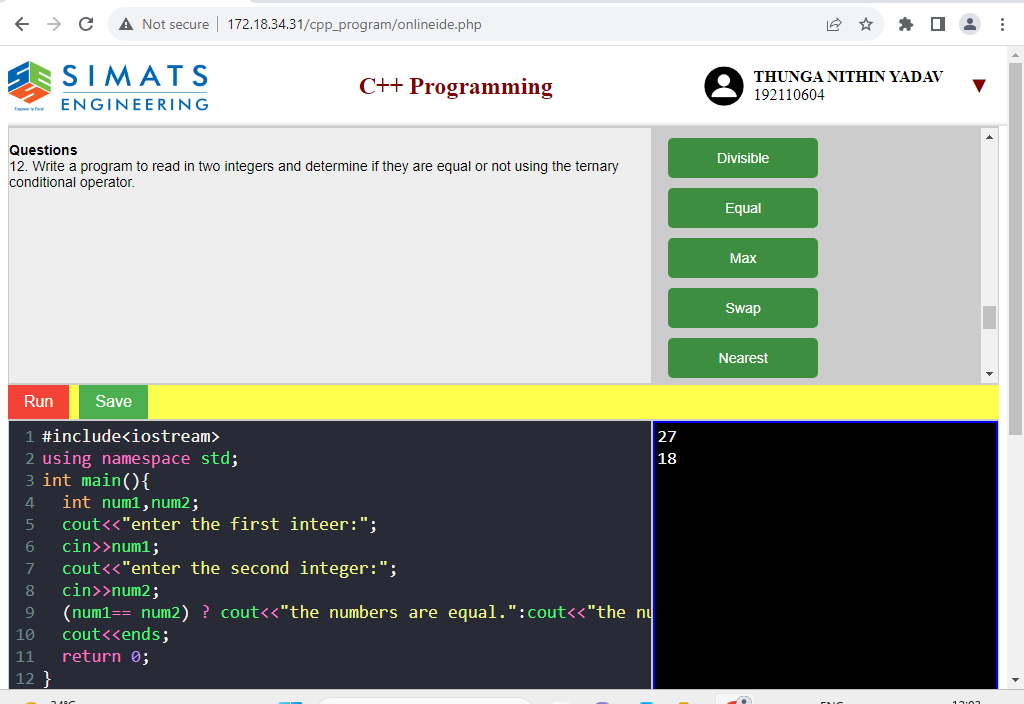 Not secure
172.18.34.31/cpp_program/onlineide.php
SIMATS
ENGINEERING
C++ Programming
THUNGA NITHIN YADAV
192110604
Questions
12. Write a program to read in two integers and determine if they are equal or not using the ternary
conditional operator.
Divisible
Equal
Max
Swap
Nearest
Run
Save
1 #include<iostream>
2 using namespace std;
3 int main(){
4 int num1,num2;
5 cout<<"enter the first inteer:";
6 cin>>num1;
7 cout<<"enter the second integer:";
8 cin>>num2;
9 (num1== num2) ? cout<<"the numbers are equal.":cout<<"the nu
10 cout<<ends;
11 return 0;
12 }
27
18